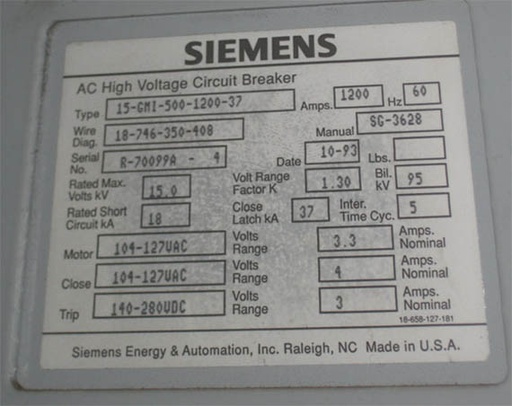 SIEMENS
AC High Voltage Circuit Breaker
Type 15-GMI-500-1200-37 Amps. 1200 Hz 60
Wire Diag. 18-746-350-408 Manual SG-3628
Serial No. R-70099A - 4 Date 10-93 Lbs.
Rated Max. Volts kV 15.0 Volt Range Factor K 1.30 Bil. kV 95
Rated Short Circuit kA 18 Close Latch kA 37 Inter. Time Cyc. 5
Motor 104-127VAC Volts Range 3.3 Amps. Nominal
Close 104-127VAC Volts Range 4 Amps. Nominal
Trip 140-280VDC Volts Range 3 Amps. Nominal
18-658-127-181
Siemens Energy & Automation, Inc. Raleigh, NC Made in U.S.A.